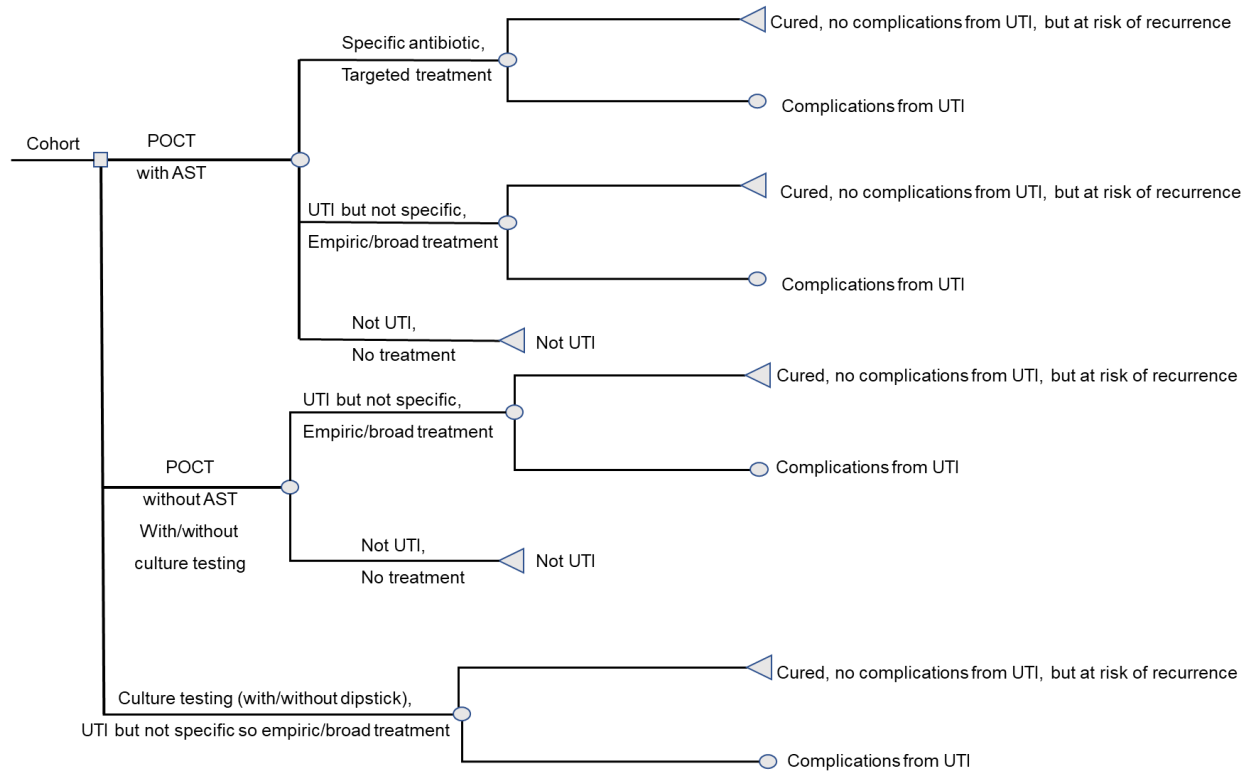 Cohort
POCT
with AST
Specific antibiotic,
Targeted treatment
Cured, no complications from UTI, but at risk of recurrence
Complications from UTI
UTI but not specific,
Empiric/broad treatment
Cured, no complications from UTI, but at risk of recurrence
Complications from UTI
Not UTI,
No treatment
Not UTI
POCT
without AST
With/without
culture testing
UTI but not specific,
Empiric/broad treatment
Cured, no complications from UTI, but at risk of recurrence
Complications from UTI
Not UTI,
No treatment
Not UTI
Culture testing (with/without dipstick),
UTI but not specific so empiric/broad treatment
Cured, no complications from UTI, but at risk of recurrence
Complications from UTI